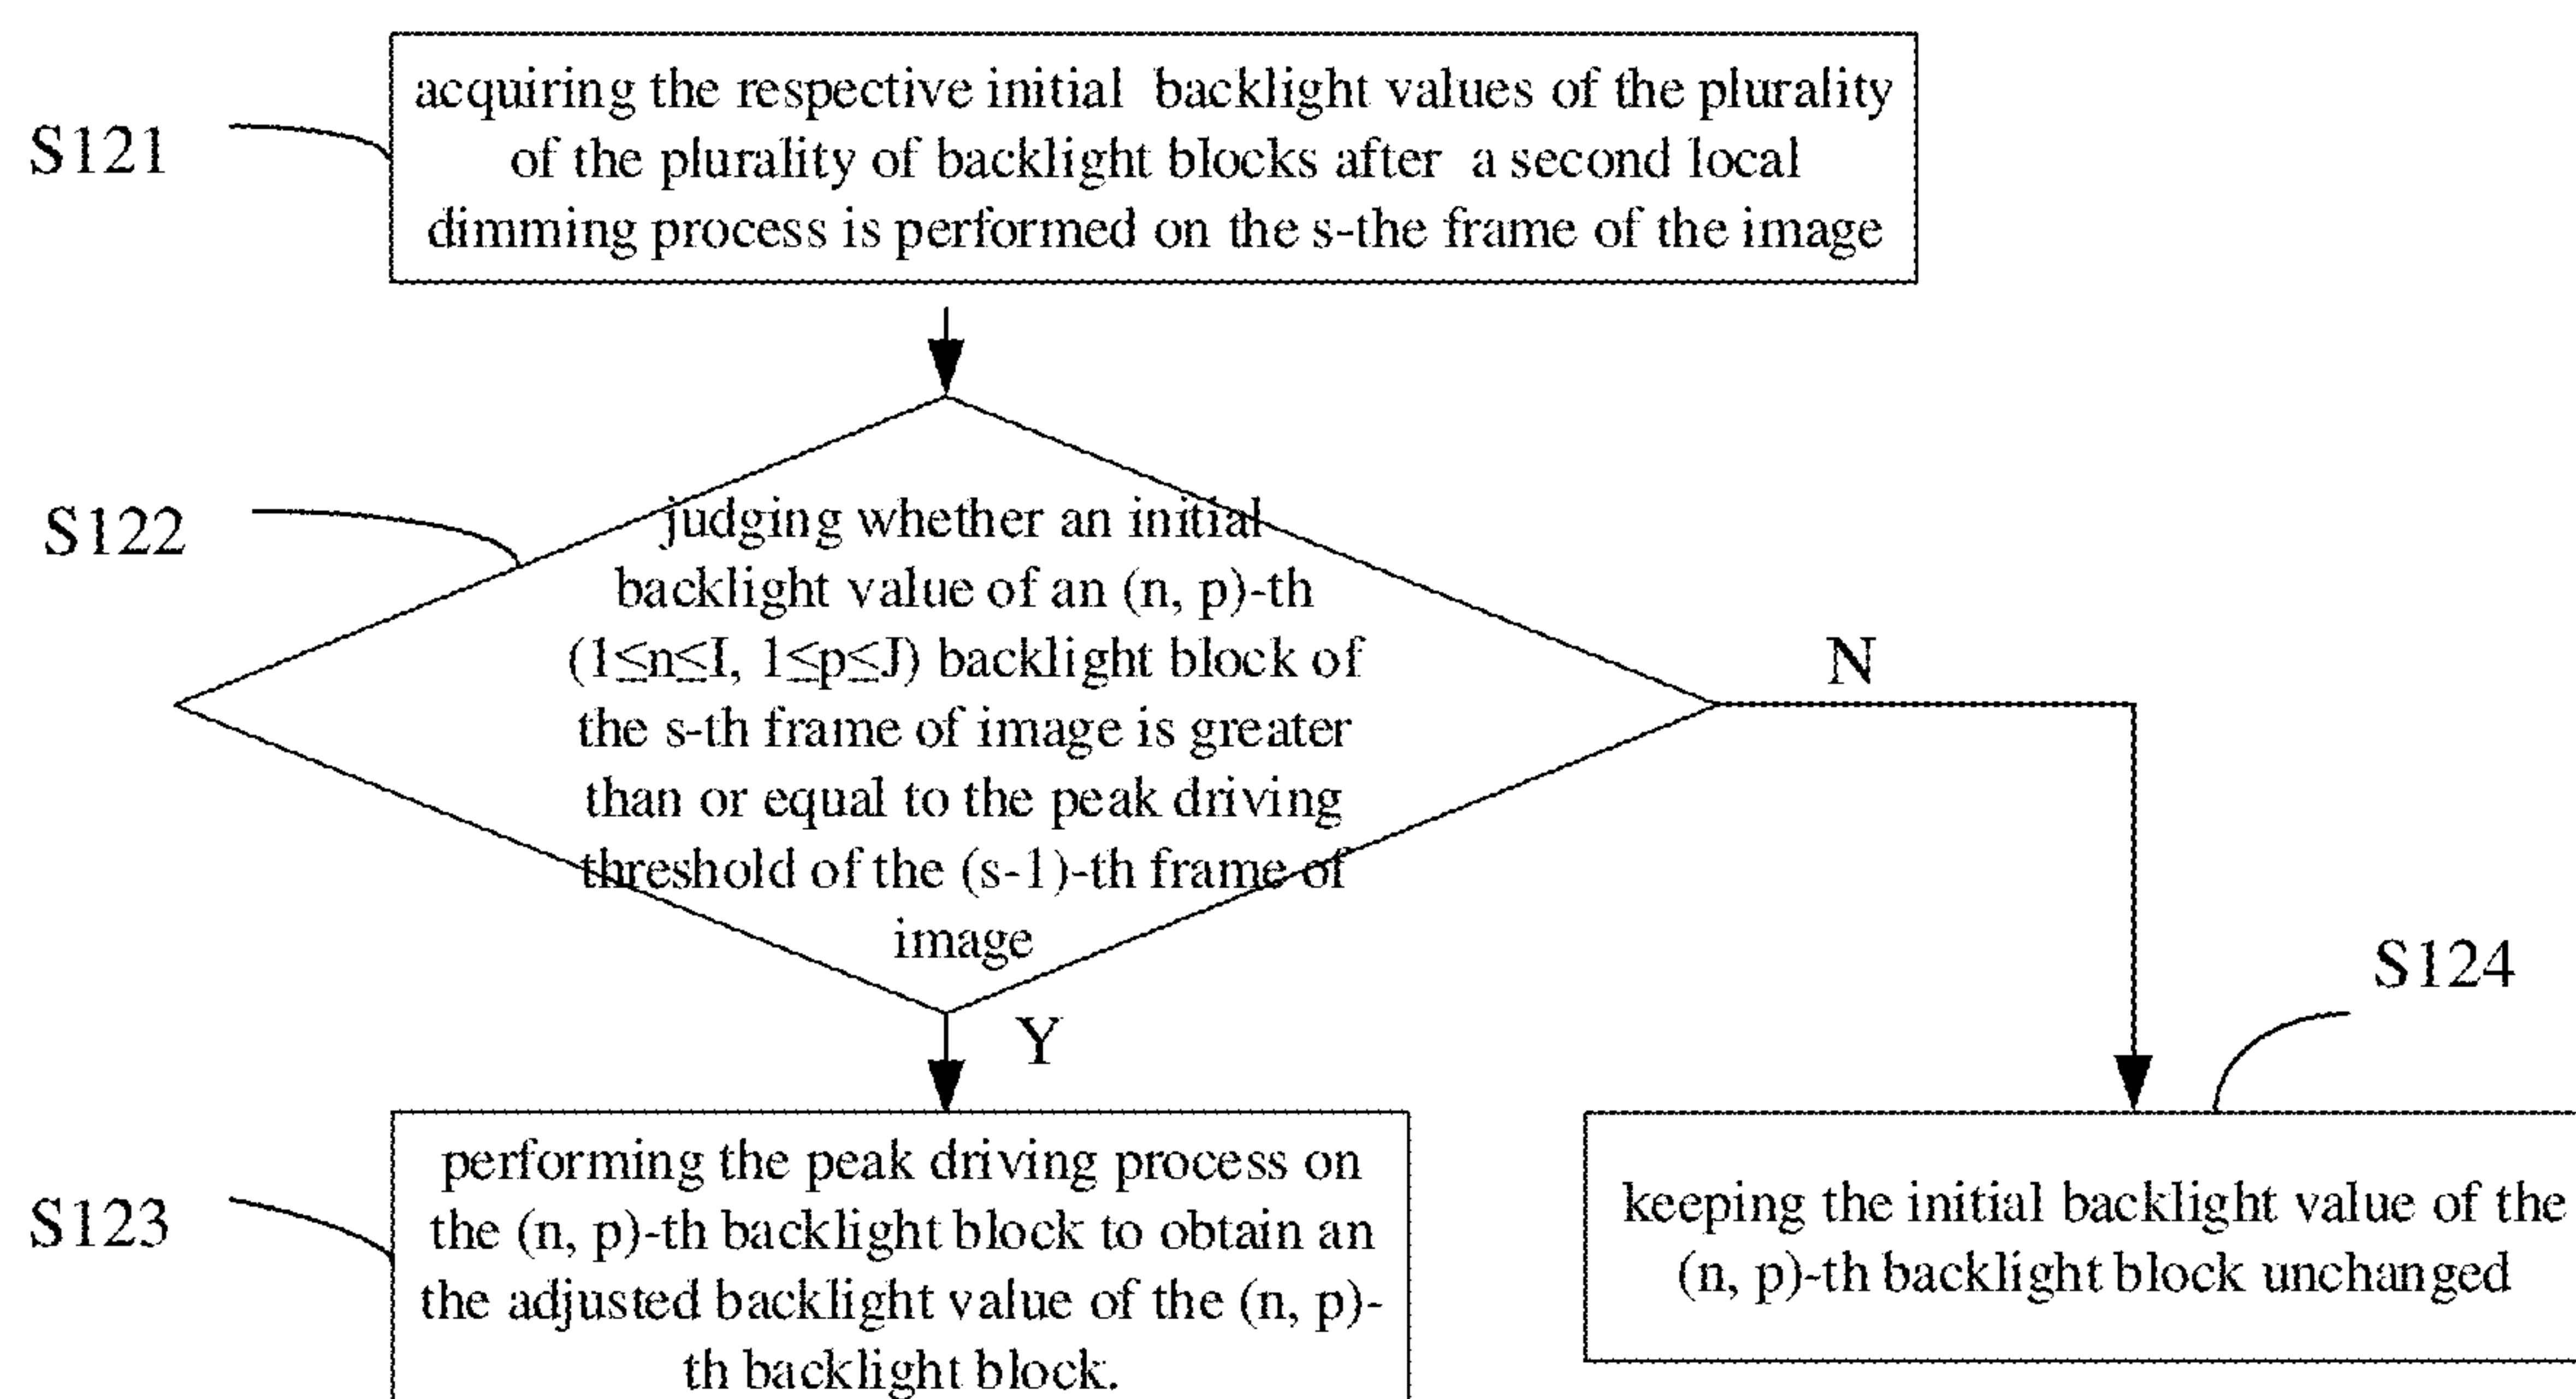 S121
acquiring the respective initial backlight values of the plurality
of the plurality of backlight blocks after a second local
dimming process is performed on the s-the frame of the image
S122
judging whether an initial
backlight value of an (n, p)-th
(1≤n≤I, 1≤p≤J) backlight block of
the s-th frame of image is greater
than or equal to the peak driving
threshold of the (s-1)-th frame of
image
N
Y
S123
performing the peak driving process on
the (n, p)-th backlight block to obtain an
the adjusted backlight value of the (n, p)-
th backlight block.
S124
keeping the initial backlight value of the
(n, p)-th backlight block unchanged